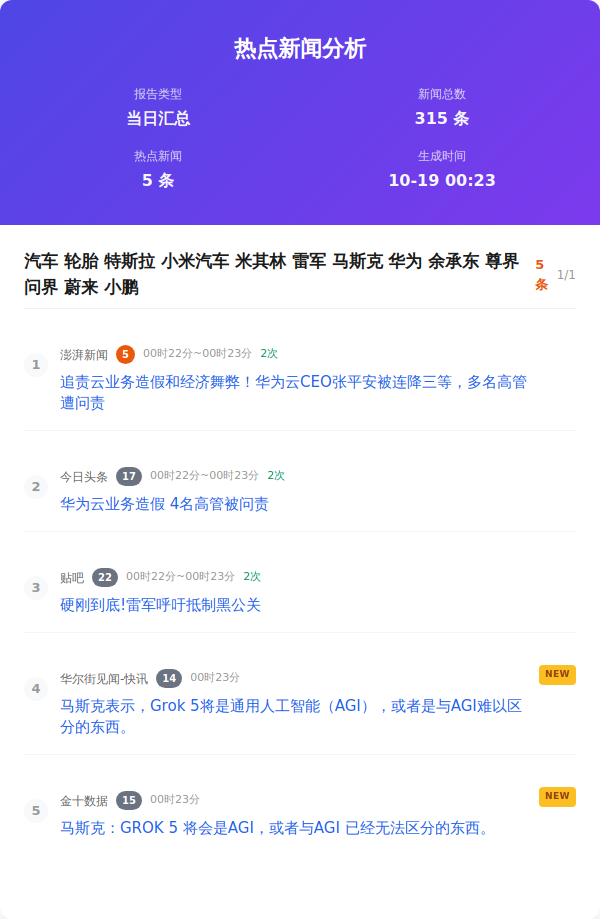 热点新闻分析
报告类型
当日汇总
新闻总数
315 条
热点新闻
5 条
生成时间
10-19 00:23
汽车 轮胎 特斯拉 小米汽车 米其林 雷军 马斯克 华为 余承东 尊界
问界 蔚来 小鹏
5
条
1/1
1
澎湃新闻 5 00时22分~00时23分 2次
追责云业务造假和经济舞弊！华为云CEO张平安被连降三等，多名高管
遭问责
2
今日头条 17 00时22分~00时23分 2次
华为云业务造假 4名高管被问责
3
贴吧 22 00时22分~00时23分 2次
硬刚到底!雷军呼吁抵制黑公关
4
华尔街见闻-快讯 14 00时23分
NEW
马斯克表示，Grok 5将是通用人工智能（AGI），或者是与AGI难以区
分的东西。
5
金十数据 15 00时23分
NEW
马斯克：GROK 5 将会是AGI，或者与AGI 已经无法区分的东西。